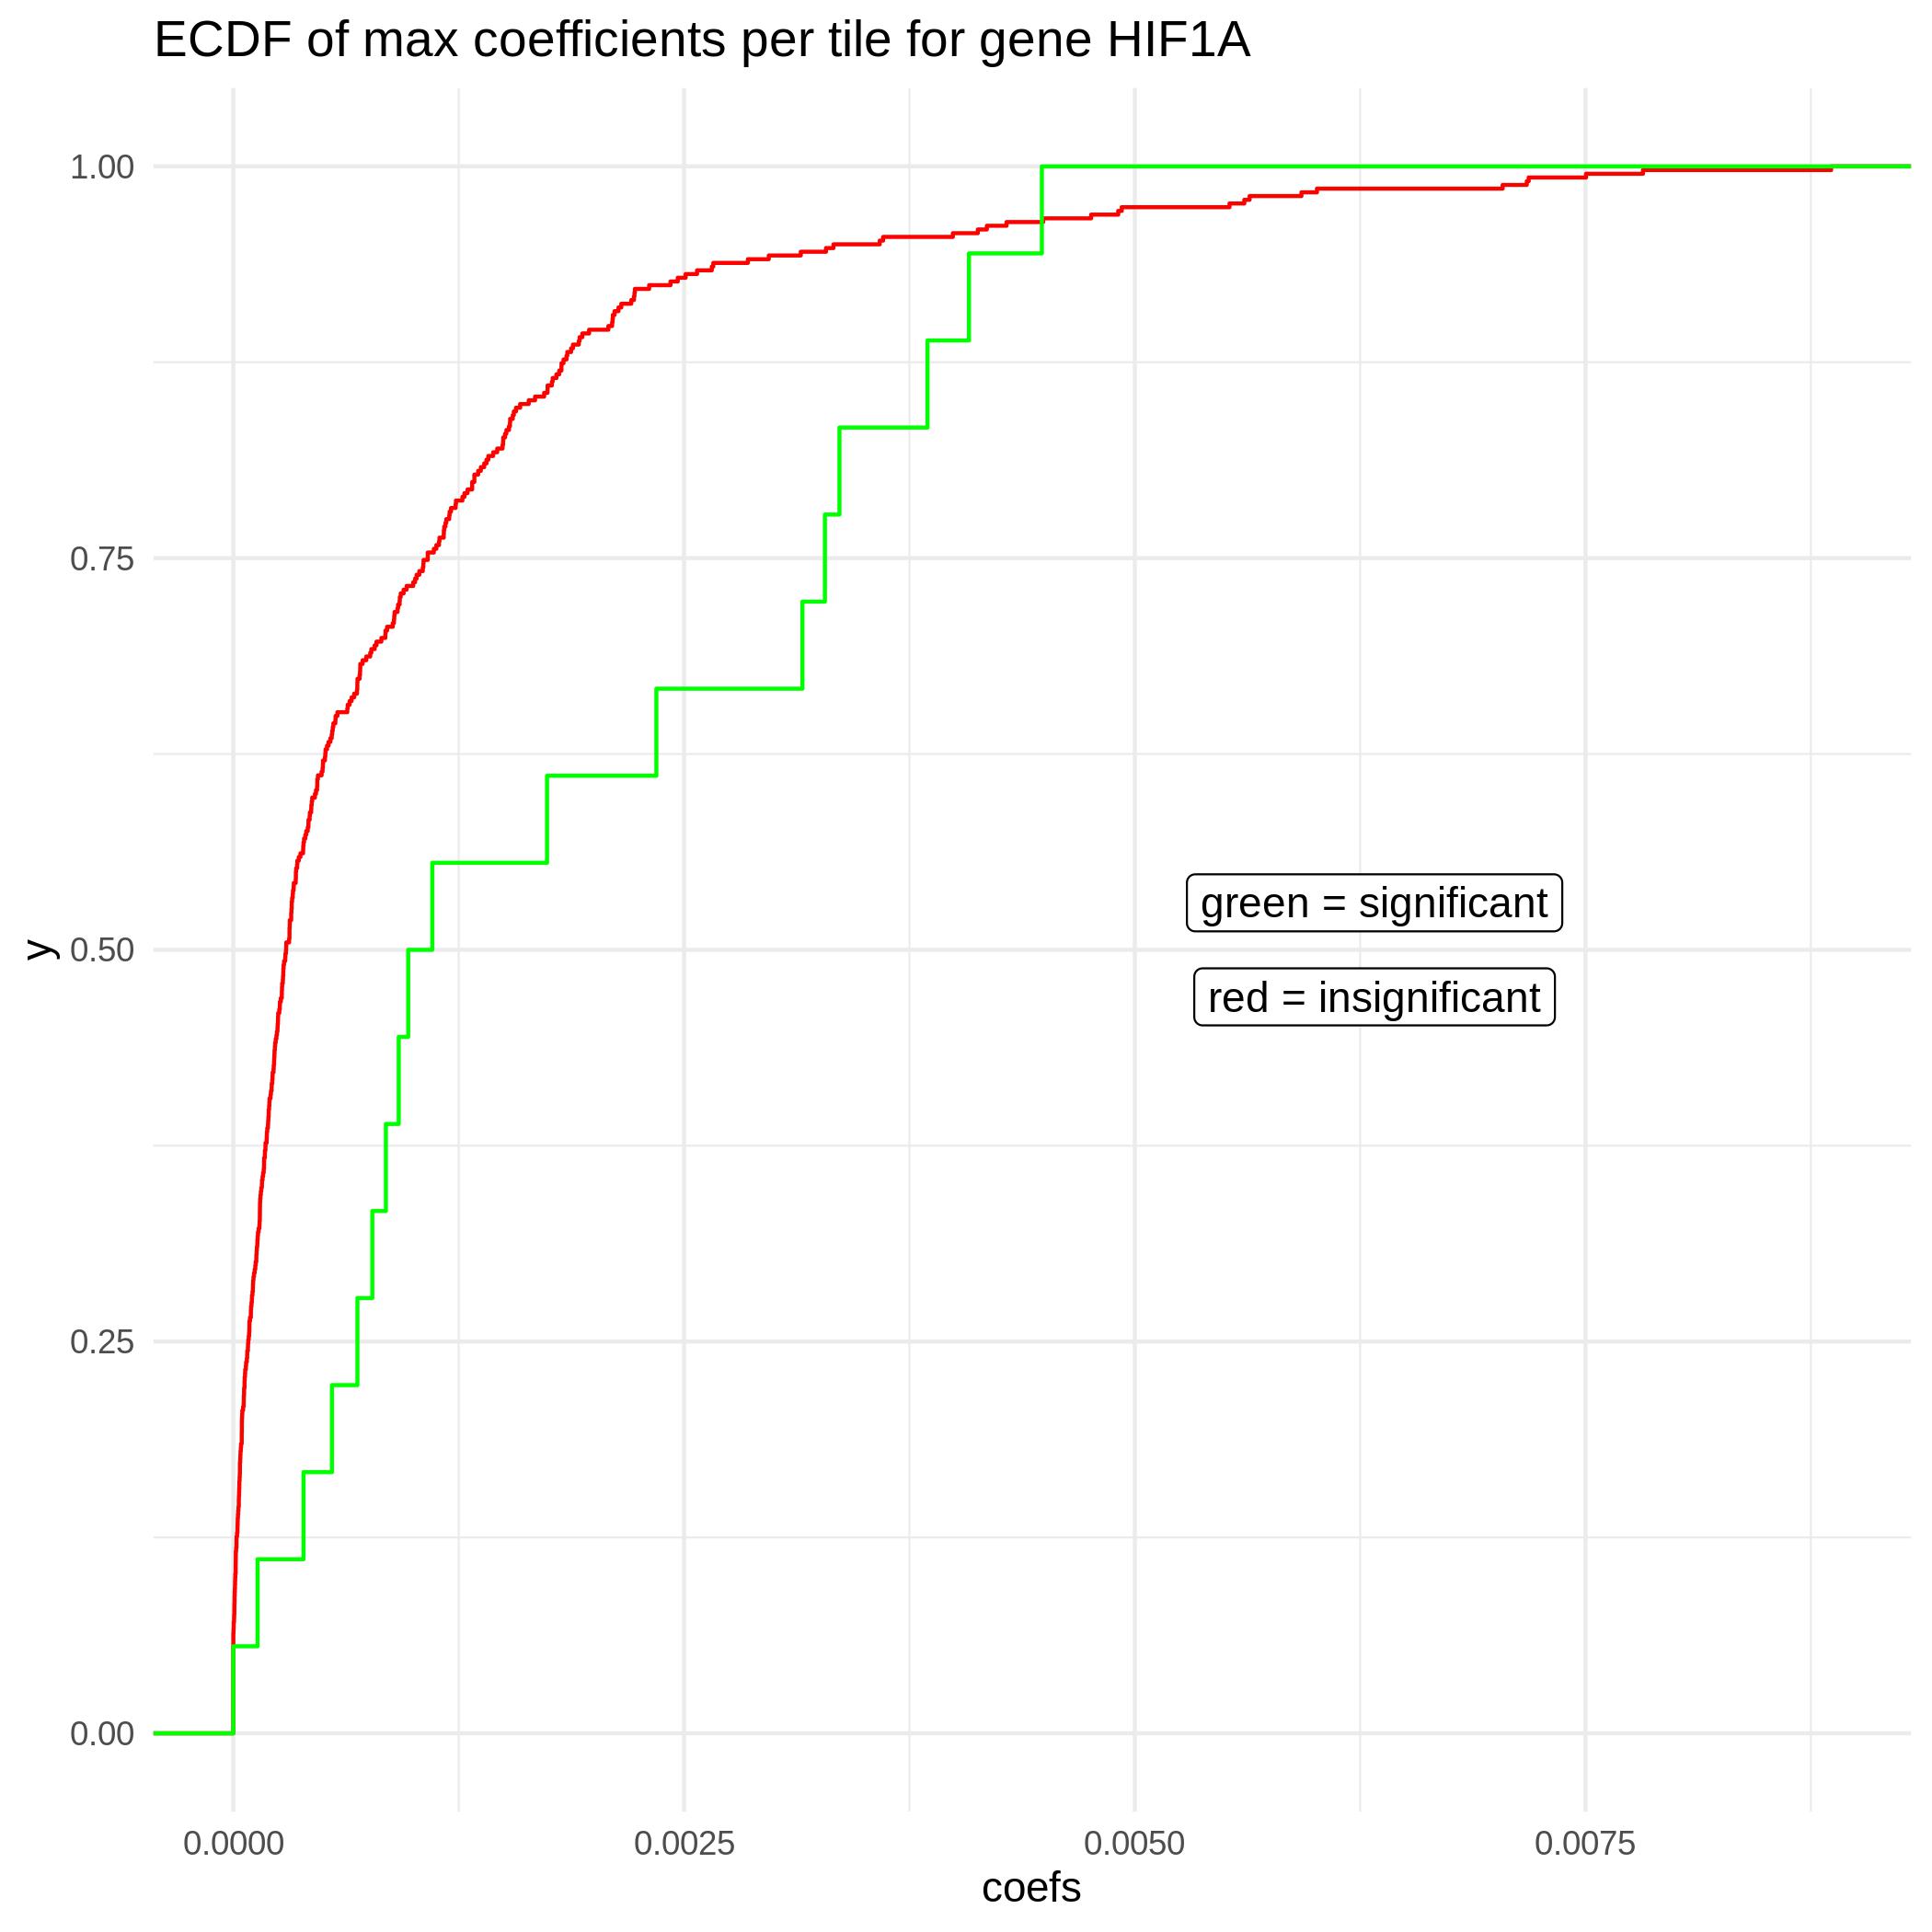 ECDF of max coefficients per tile for gene HIF1A
1.00
0.75
0.50
0.25
0.00
y
green = significant
red = insignificant
0.0000
0.0025
0.0050
0.0075
coefs